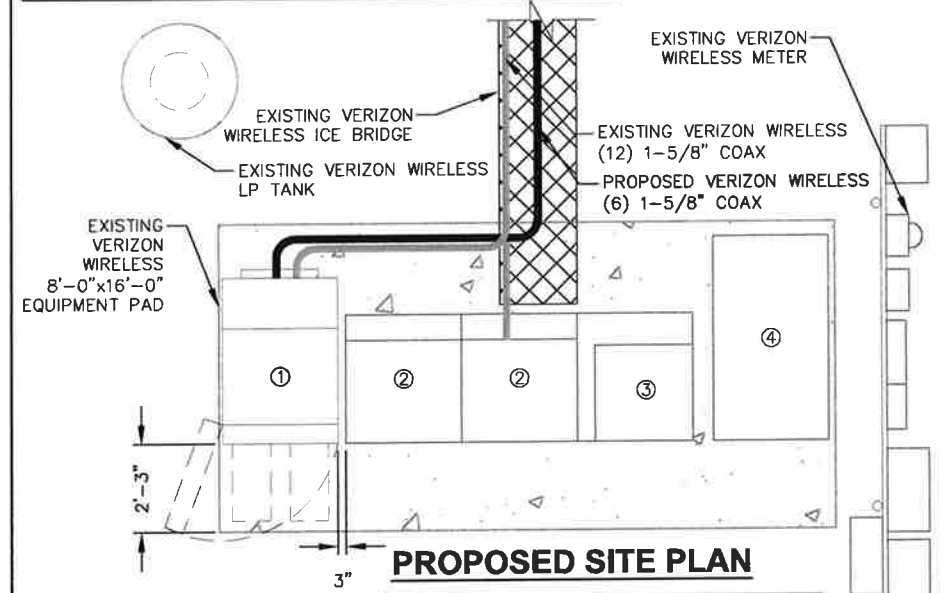 EXISTING VERIZON
WIRELESS METER
EXISTING VERIZON
WIRELESS ICE BRIDGE
EXISTING VERIZON WIRELESS
(12) 1-5/8" COAX
EXISTING VERIZON WIRELESS
LP TANK
PROPOSED VERIZON WIRELESS
(6) 1-5/8" COAX
EXISTING
VERIZON
WIRELESS
8'-0"x16'-0"
EQUIPMENT PAD
①
②
②
③
④
2'-3"
3"
PROPOSED SITE PLAN